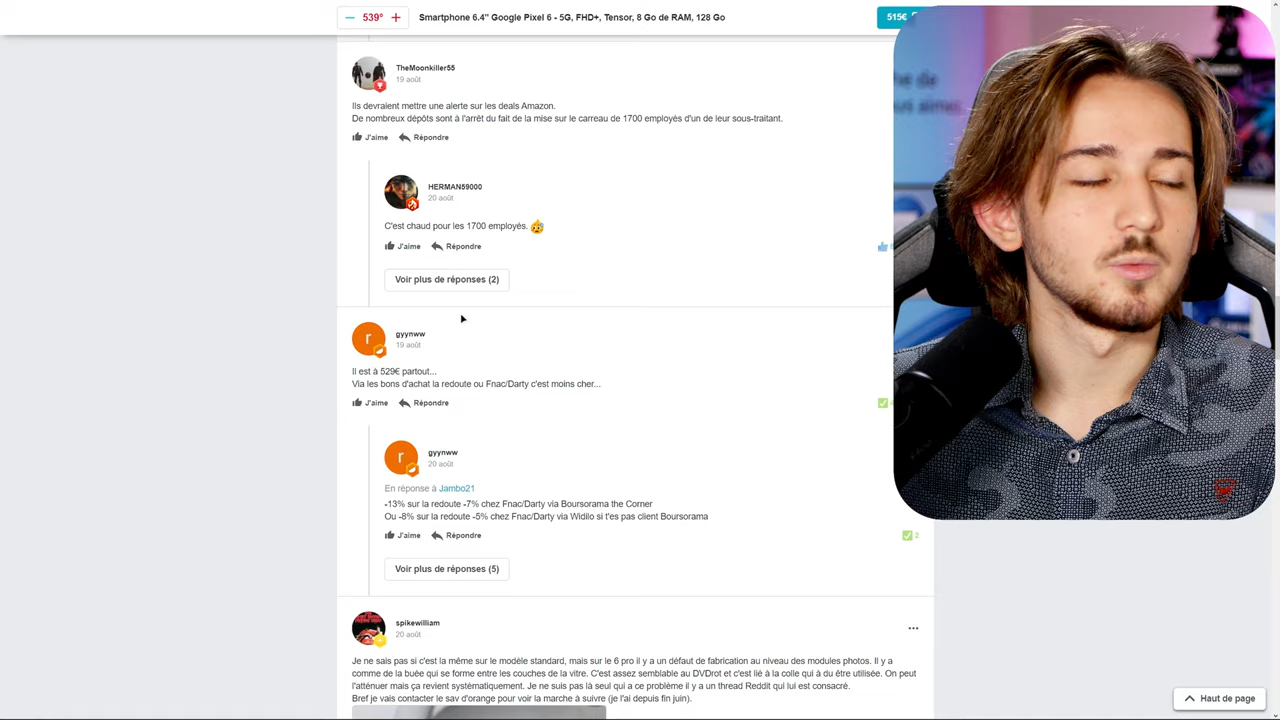 539°
Smartphone 6.4" Google Pixel 6 - 5G, FHD+, Tensor, 8 Go de RAM, 128 Go
515€
TheMoonkiller55
19 août
Ils devraient mettre une alerte sur les deals Amazon.
De nombreux dépôts sont à l'arrêt du fait de la mise sur le carreau de 1700 employés d'un de leur sous-traitant.
J'aime Répondre
HERMAN59000
20 août
C'est chaud pour les 1700 employés.
J'aime Répondre
Voir plus de réponses (2)
r
gyynww
19 août
Il est à 529€ partout...
Via les bons d'achat la redoute ou Fnac/Darty c'est moins cher...
J'aime Répondre
r
gyynww
20 août
En réponse à Jambo21
-13% sur la redoute -7% chez Fnac/Darty via Boursorama the Corner
Ou -8% sur la redoute -5% chez Fnac/Darty via Widilo si t'es pas client Boursorama
J'aime Répondre
2
Voir plus de réponses (5)
spikewilliam
20 août
Je ne sais pas si c'est la même sur le modèle standard, mais sur le 6 pro il y a un défaut de fabrication au niveau des modules photos. Il y a
comme de la buée qui se forme entre les couches de la vitre. C'est assez semblable au DVDrot et c'est lié à la colle qui à du être utilisée. On peut
l'atténuer mais ça revient systématiquement. Je ne suis pas là seul qui a ce problème il y a un thread Reddit qui lui est consacré.
Bref je vais contacter le sav d'orange pour voir la marche à suivre (je l'ai depuis fin juin).
Haut de page